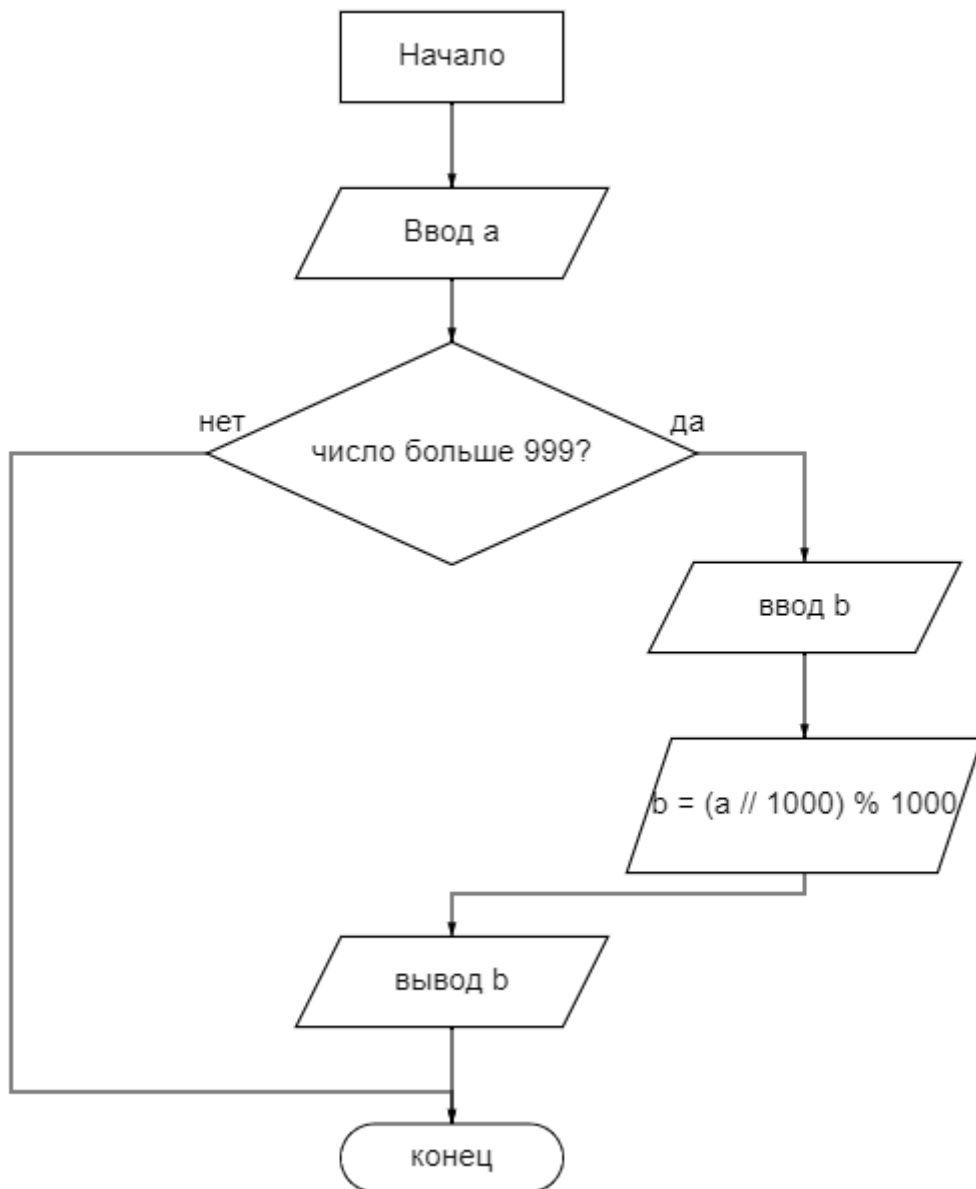 Начало
Ввод a
число больше 999?
нет
да
ввод b
b = (a // 1000) % 1000
вывод b
конец